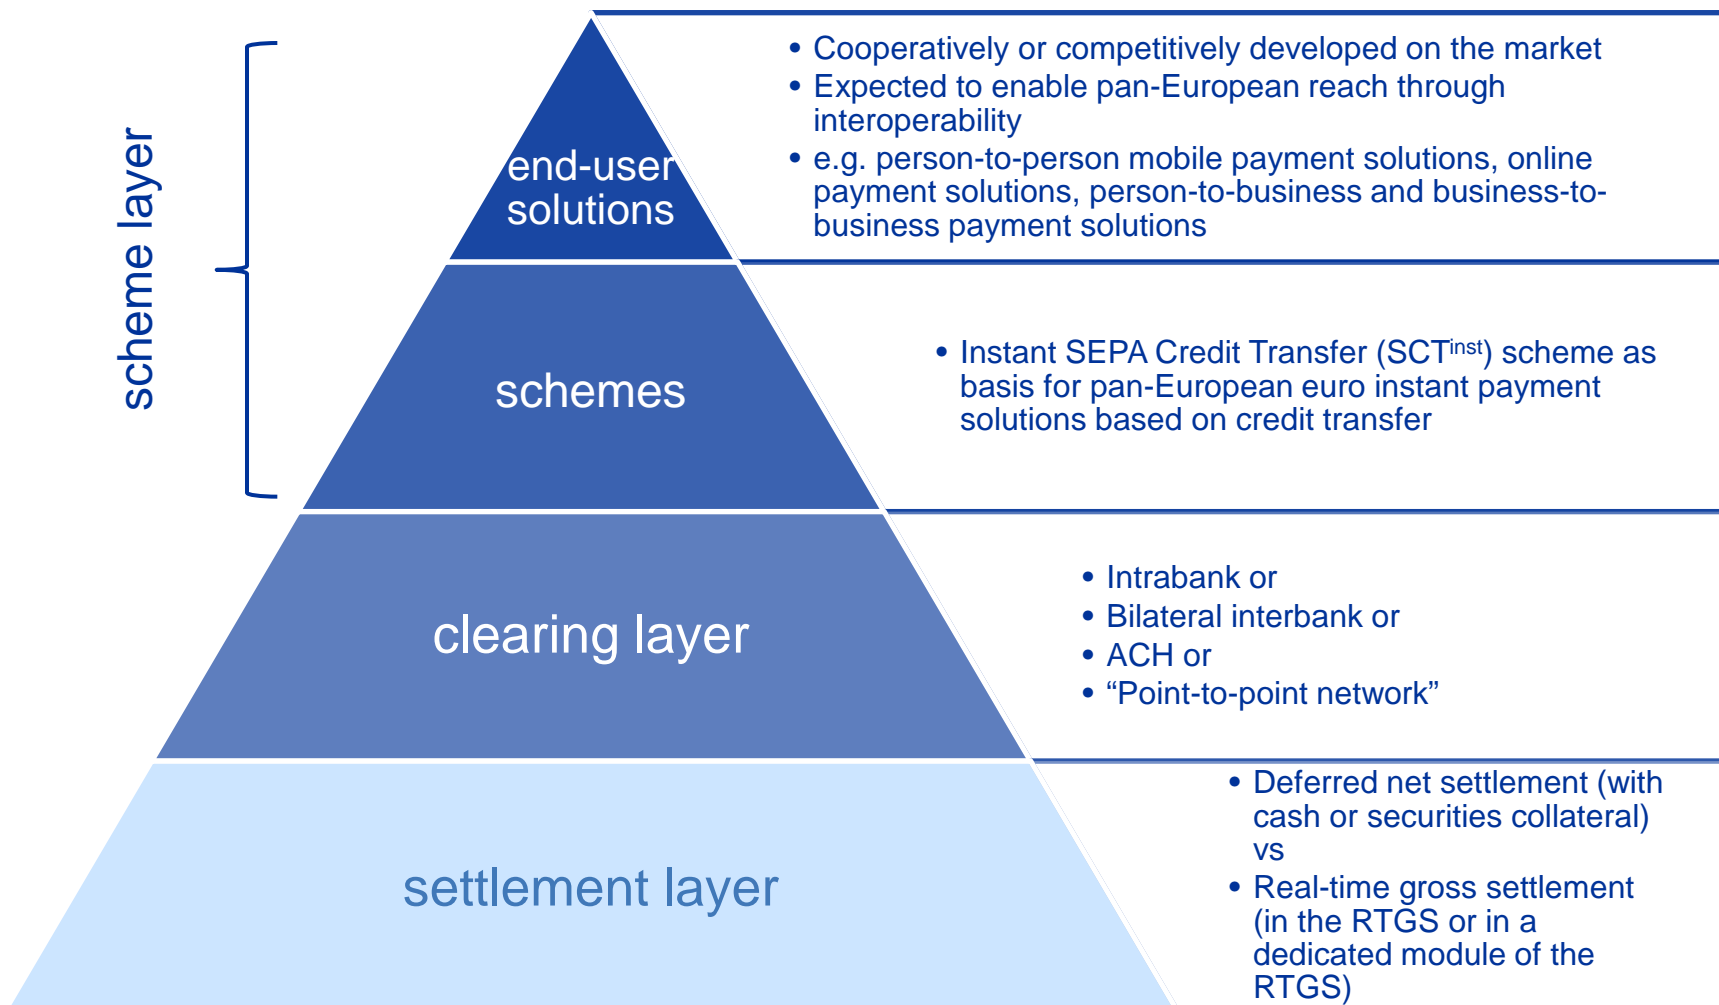 scheme layer
end-user
solutions
• Cooperatively or competitively developed on the market
• Expected to enable pan-European reach through
interoperability
• e.g. person-to-person mobile payment solutions, online
payment solutions, person-to-business and business-to-
business payment solutions
schemes
• Instant SEPA Credit Transfer (SCTinst) scheme as
basis for pan-European euro instant payment
solutions based on credit transfer
clearing layer
• Intrabank or
• Bilateral interbank or
• ACH or
• “Point-to-point network”
settlement layer
• Deferred net settlement (with
cash or securities collateral)
vs
• Real-time gross settlement
(in the RTGS or in a
dedicated module of the
RTGS)